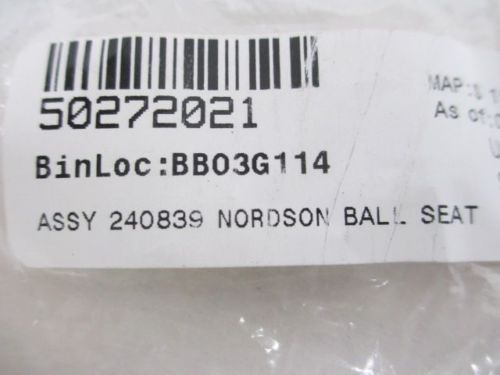 50272021
MAP:$
As of:
BinLoc:BB03G114
ASSY 240839 NORDSON BALL SEAT